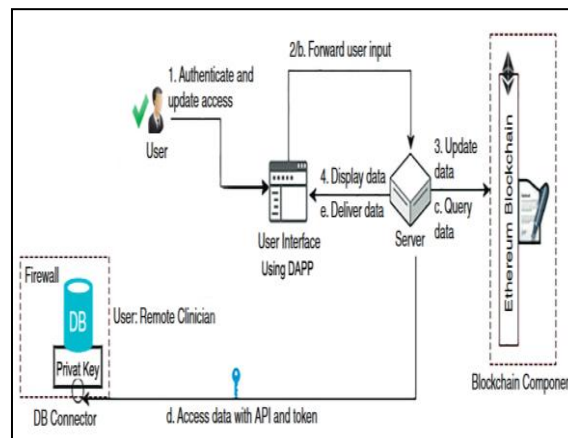 2/b. Forward user input
1. Authenticate and
update access
User
4. Display data
e. Deliver data
User Interface
Using DAPP
Server
3. Update
data
c. Query
data
Ethereum Blockchain
Blockchain Component
Firewall
DB
User: Remote Clinician
Privat Key
DB Connector
d. Access data with API and token